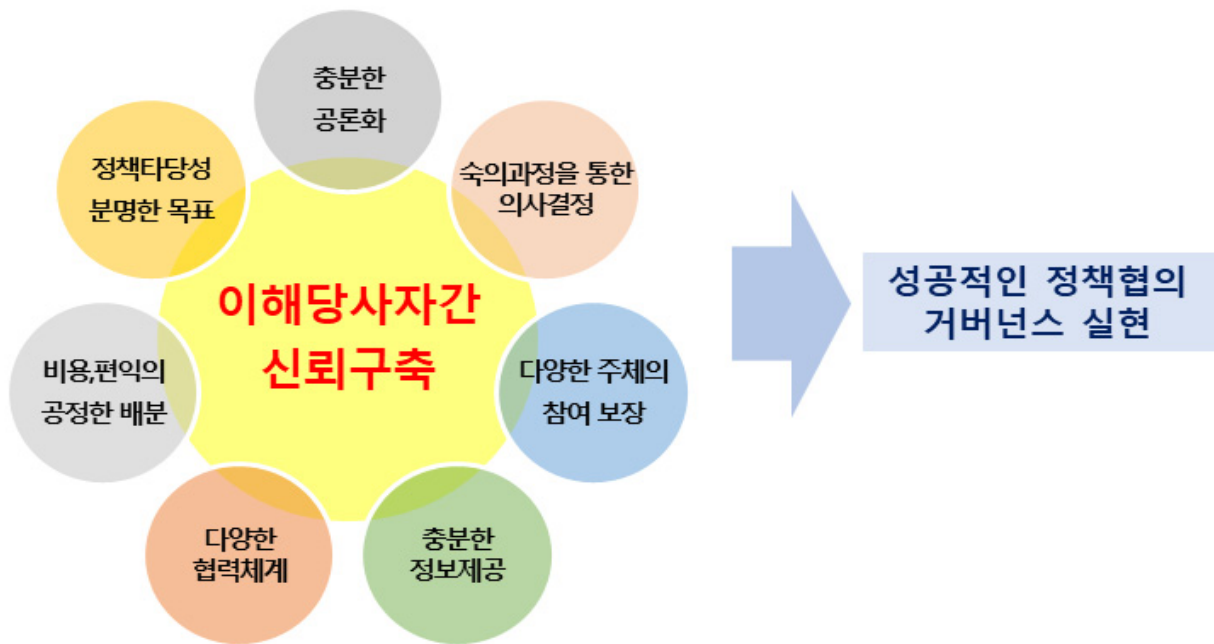 충분한
공론화
숙의과정을 통한
의사결정
다양한 주체의
참여 보장
충분한
정보제공
다양한
협력체계
비용,편익의
공정한 배분
정책타당성
분명한 목표
이해당사자간
신뢰구축
성공적인 정책협의
거버넌스 실현